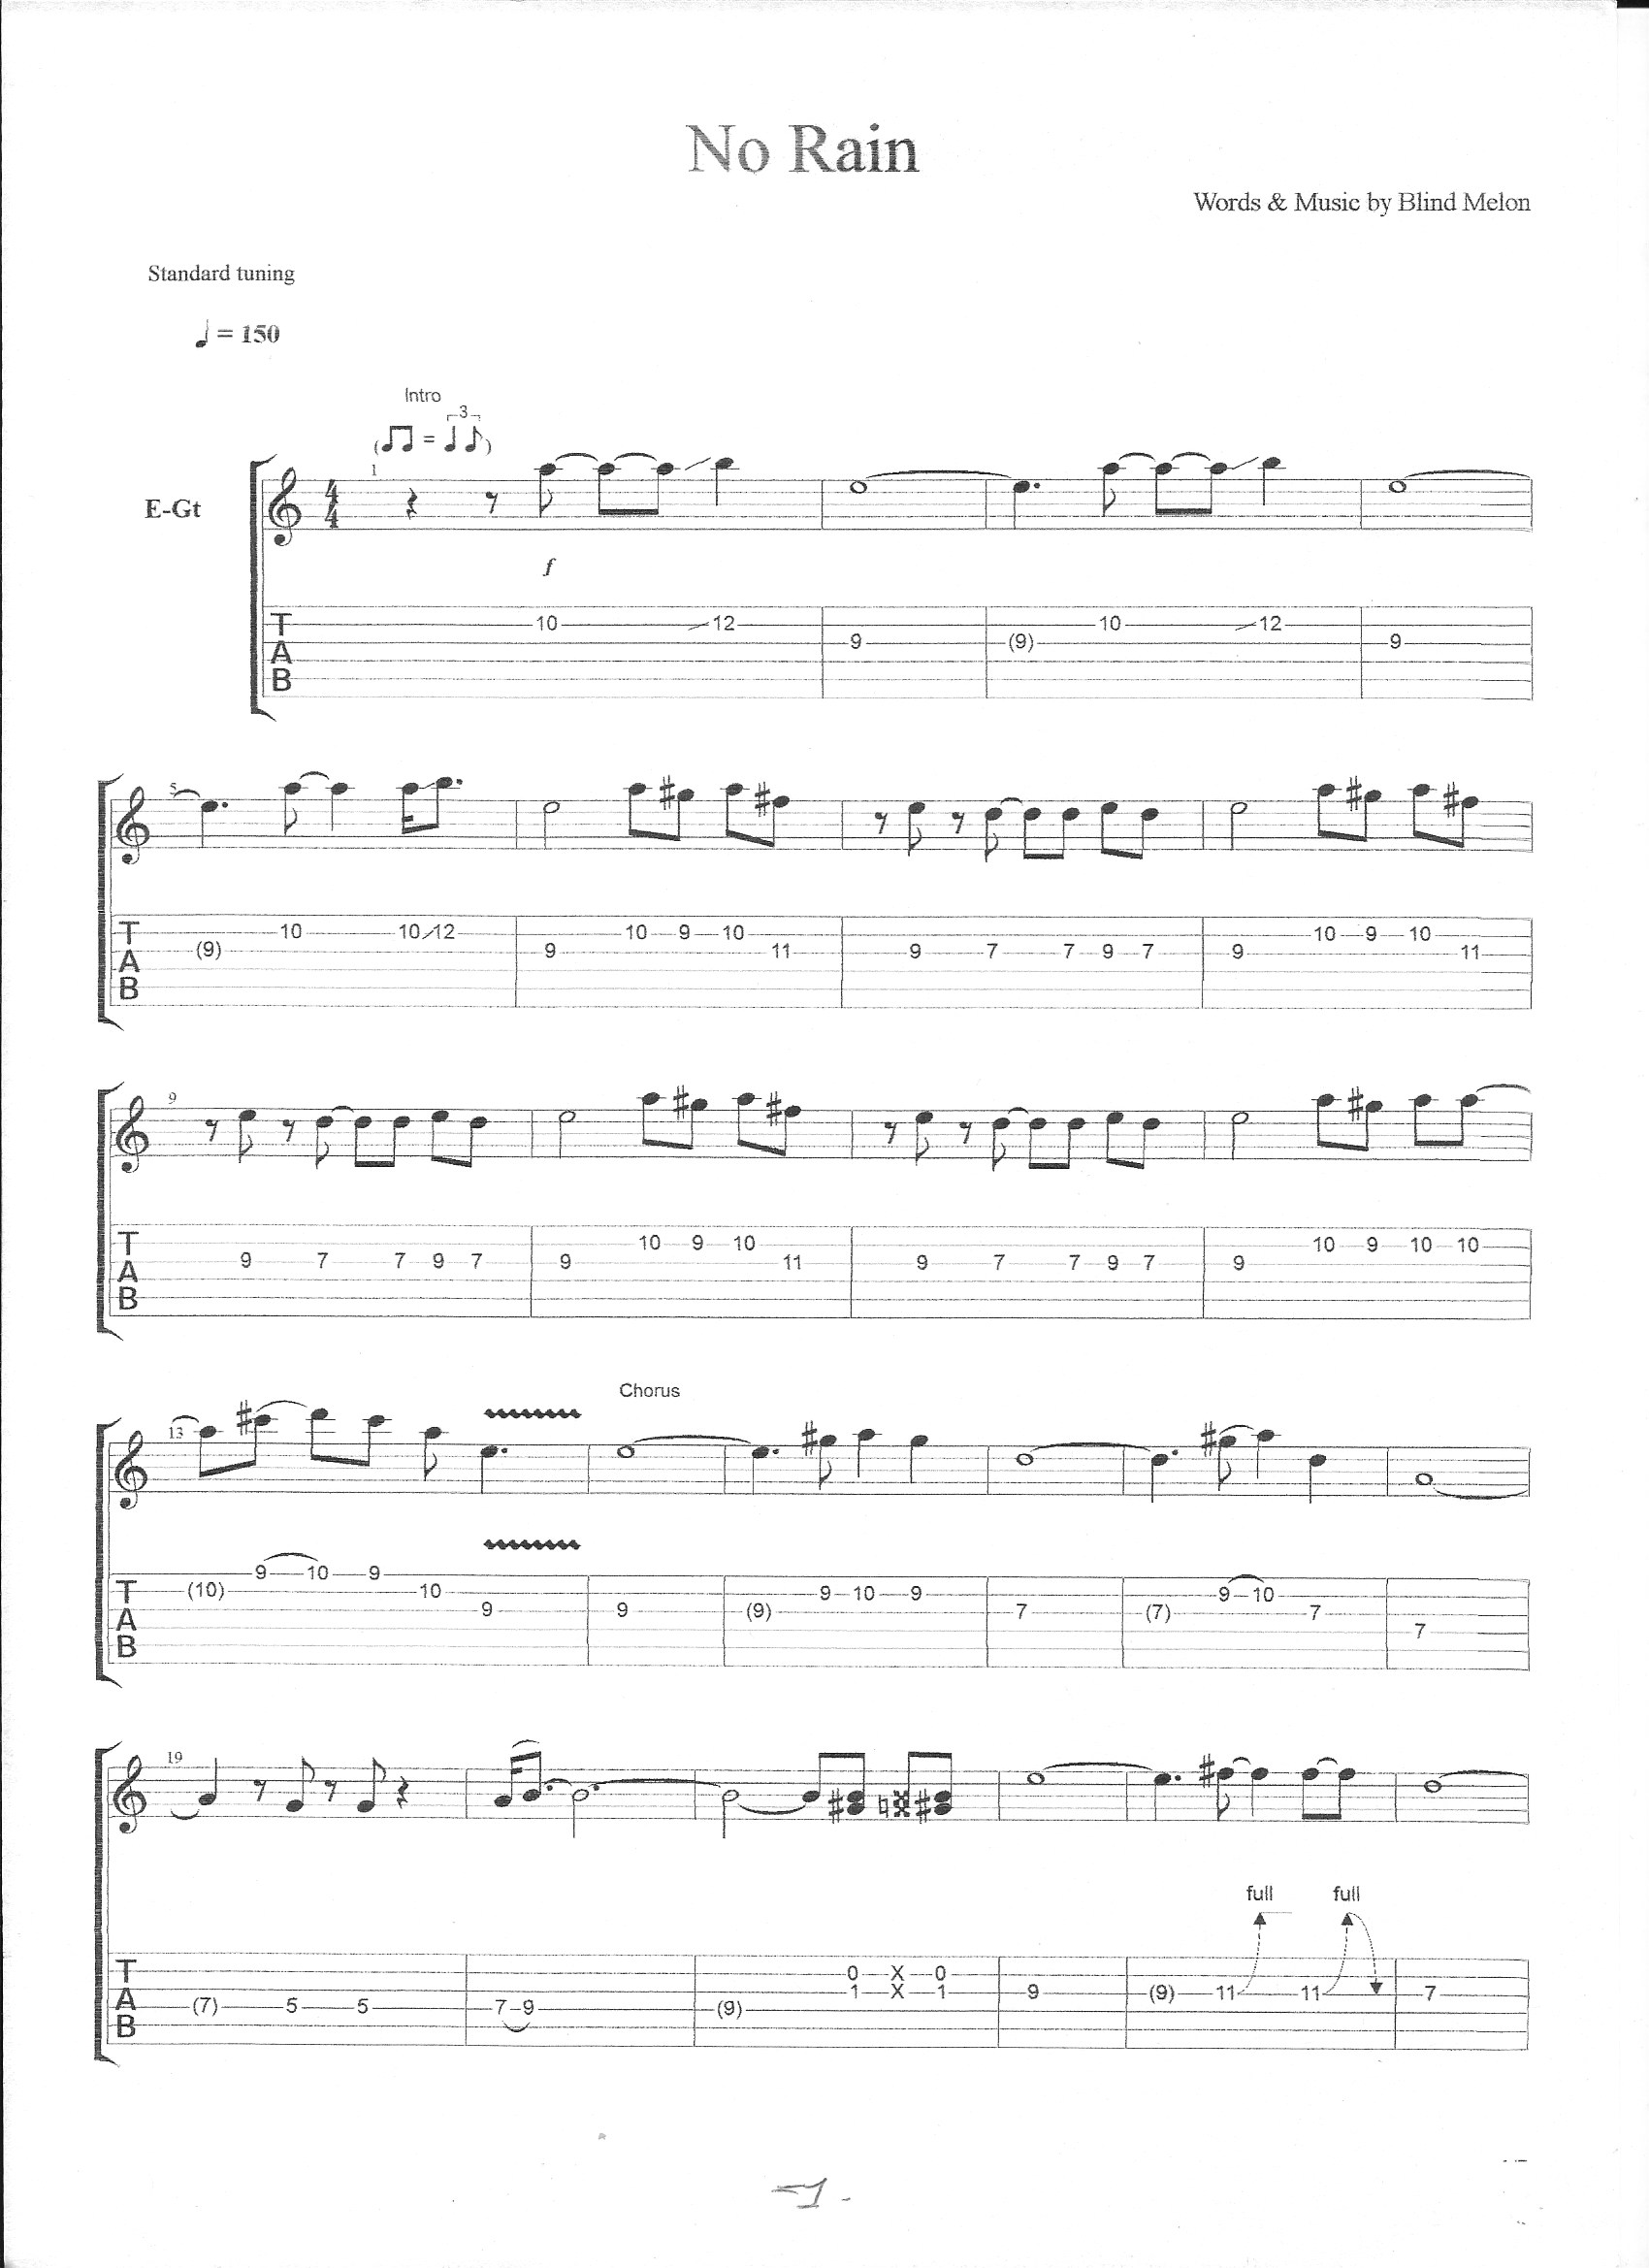 No Rain
Words & Music by Blind Melon
Standard tuning
= 150
Intro
3
( = )
1
E-Gt
4
4
f
T A B
10 12 9 (9) 10 12 9
5
T A B
(9) 10 10 12 9 10 9 10 11 9 7 7 9 7 9 10 9 10 11
9
T A B
9 7 7 9 7 9 10 9 10 11 9 7 7 9 7 9 10 9 10 10
Chorus
13
T A B
(10) 9 10 9 10 9 9 (9) 9 10 9 7 (7) 9 10 7 7
19
full full
T A B
(7) 5 5 7 9 (9) 0 1 X X 0 1 9 (9) 11 11 7
-1-